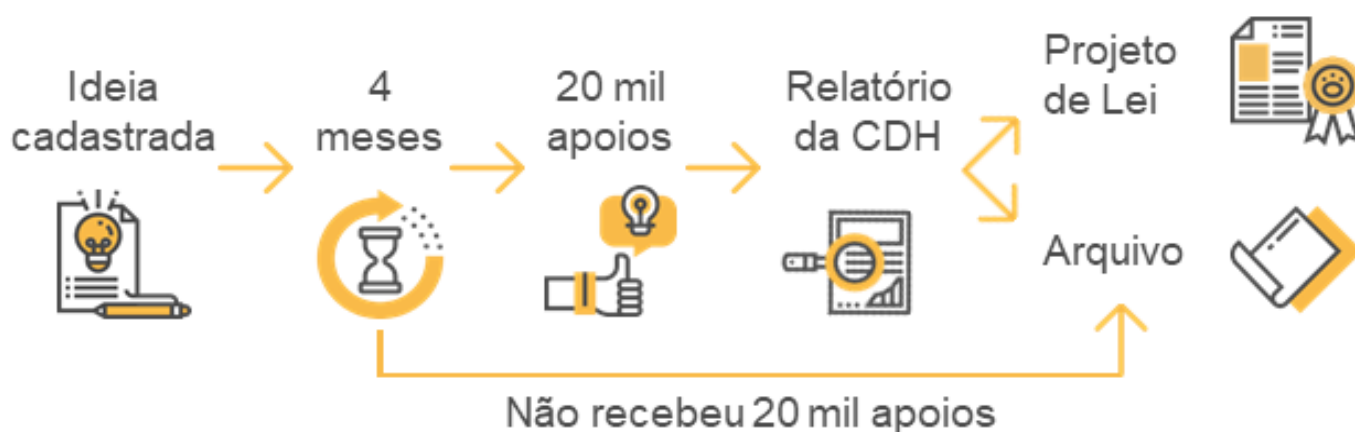 Ideia
cadastrada
4
meses
20 mil
apoios
Relatório
da CDH
Projeto
de Lei
Arquivo
Não recebeu 20 mil apoios